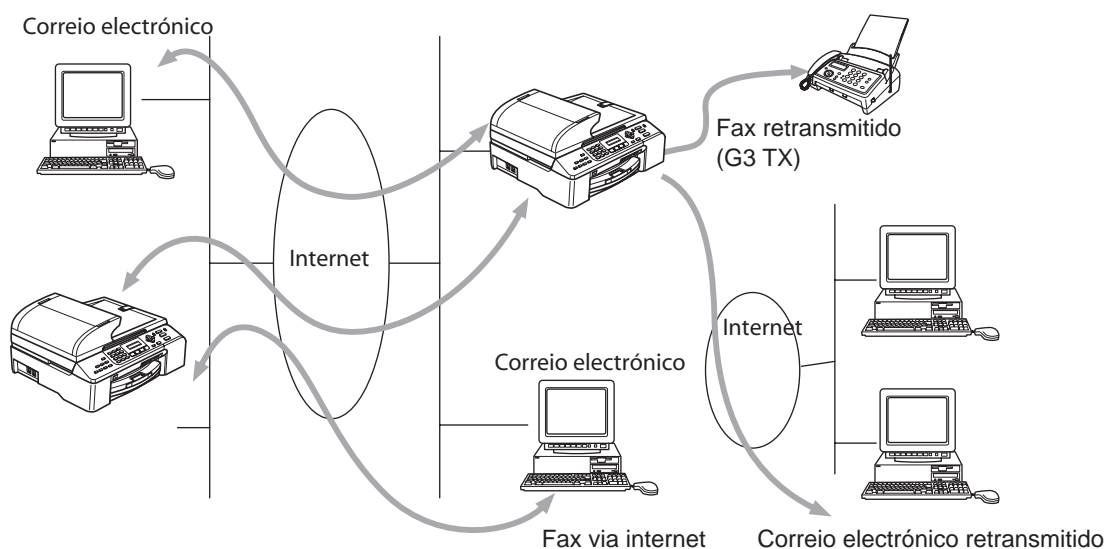 Correio electrónico
Fax retransmitido
(G3 TX)
Internet
Internet
Correio electrónico
Fax via internet
Correio electrónico retransmitido